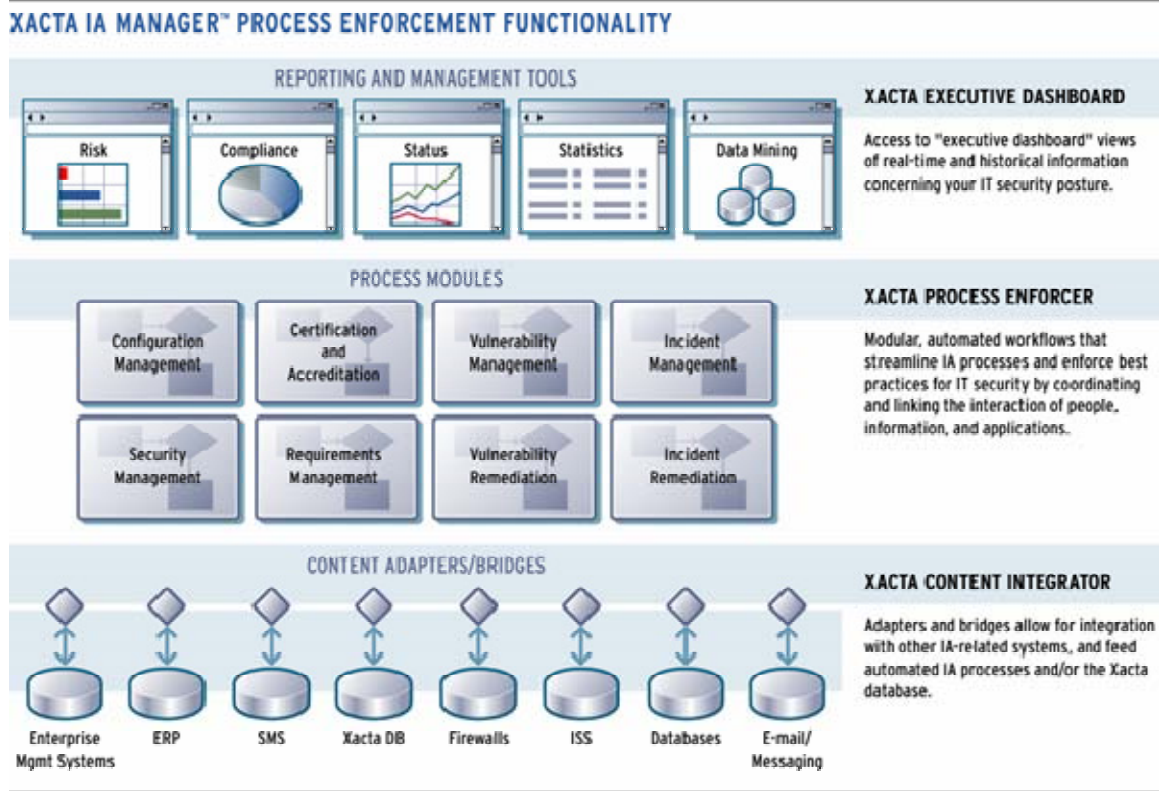 XACTA IA MANAGER™ PROCESS ENFORCEMENT FUNCTIONALITY
REPORTING AND MANAGEMENT TOOLS
Risk
Compliance
Status
Statistics
Data Mining
XACTA EXECUTIVE DASHBOARD
Access to "executive dashboard" views
of real-time and historical information
concerning your IT security posture.
PROCESS MODULES
Configuration
Management
Certification
and
Accreditation
Vulnerability
Management
Incident
Management
Security
Management
Requirements
Management
Vulnerability
Remediation
Incident
Remediation
XACTA PROCESS ENFORCER
Modular, automated workflows that
streamline IA processes and enforce best
practices for IT security by coordinating
and linking the interaction of people,
information, and applications.
CONTENT ADAPTERS/BRIDGES
Enterprise
Mgmt Systems
ERP
SMS
Xacta DB
Firewalls
ISS
Databases
E-mail/
Messaging
XACTA CONTENT INTEGRATOR
Adapters and bridges allow for integration
with other IA-related systems, and feed
automated IA processes and/or the Xacta
database.